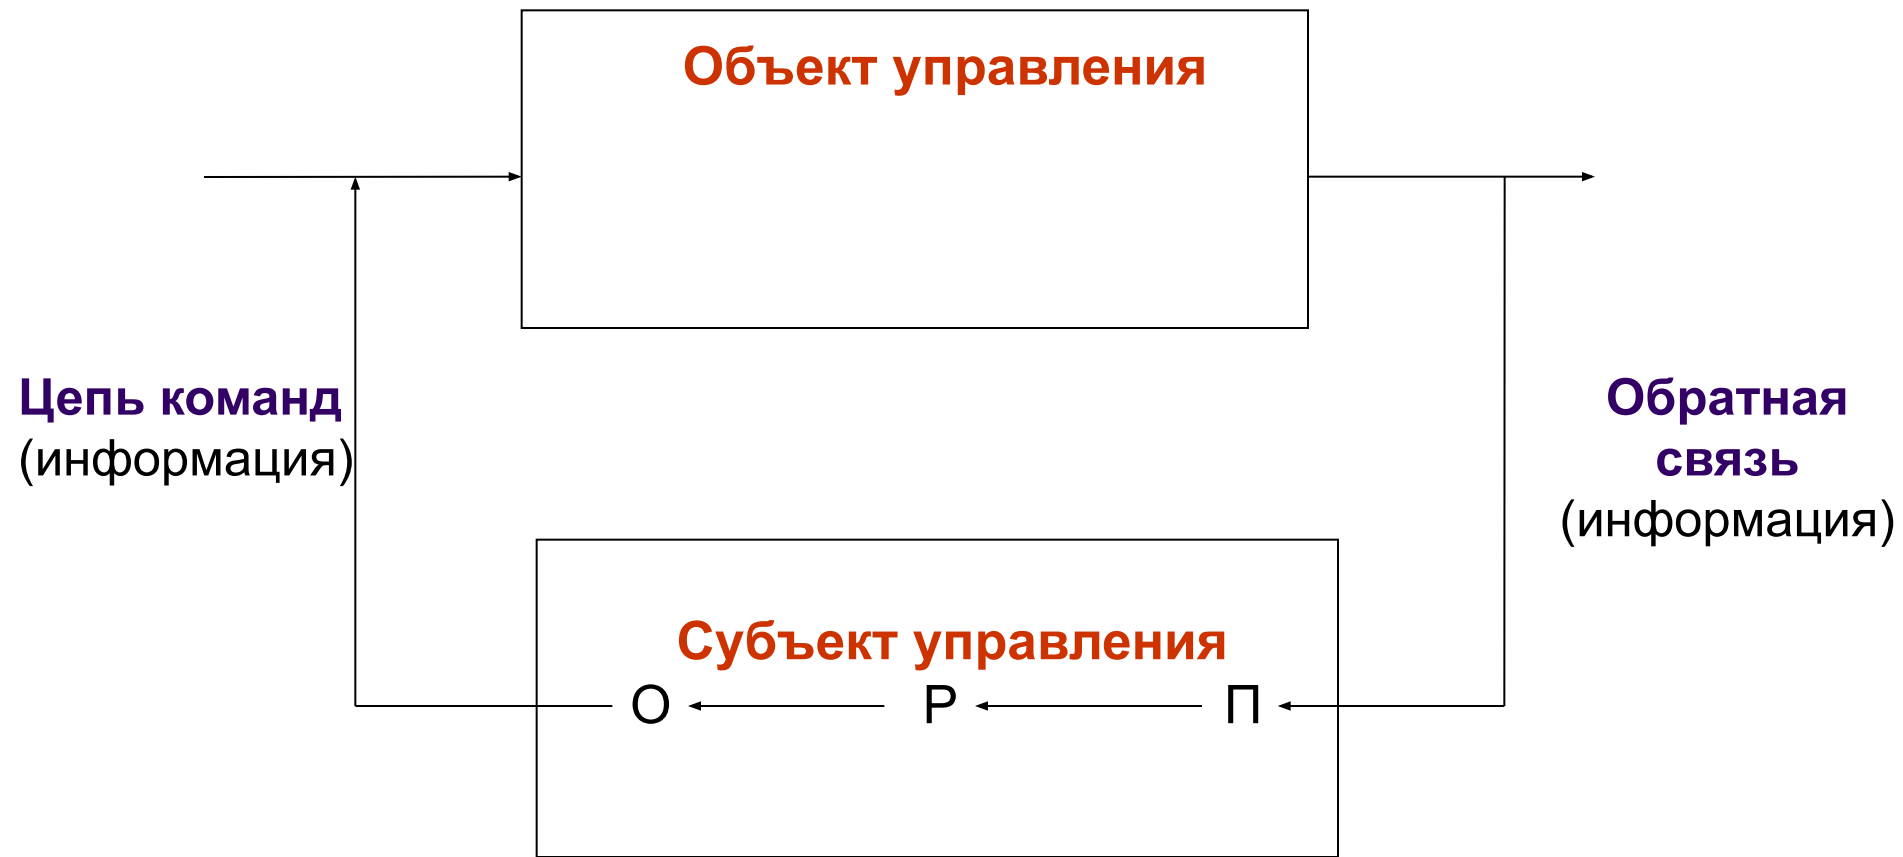 Объект управления
Цепь команд
(информация)
Обратная
связь
(информация)
Субъект управления
О Р П